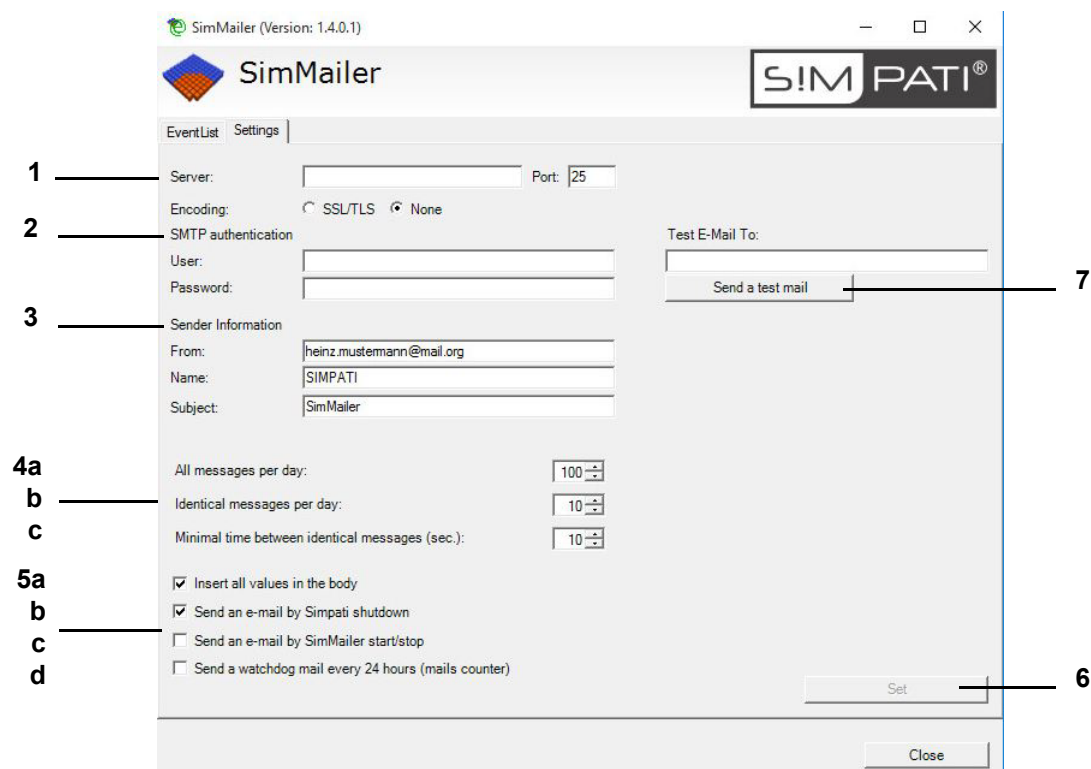 SimMailer (Version: 1.4.0.1)
SimMailer
S!M PATI®
EventList Settings
1
Server:
Port: 25
Encoding: SSL/TLS None
2
SMTP authentication
Test E-Mail To:
User:
Password:
Send a test mail
7
3
Sender Information
From: heinz.mustermann@mail.org
Name: SIMPATI
Subject: SimMailer
4a
All messages per day: 100
b
Identical messages per day: 10
c
Minimal time between identical messages (sec.): 10
5a
Insert all values in the body
b
Send an e-mail by Simpati shutdown
c
Send an e-mail by SimMailer start/stop
d
Send a watchdog mail every 24 hours (mails counter)
Set
6
Close